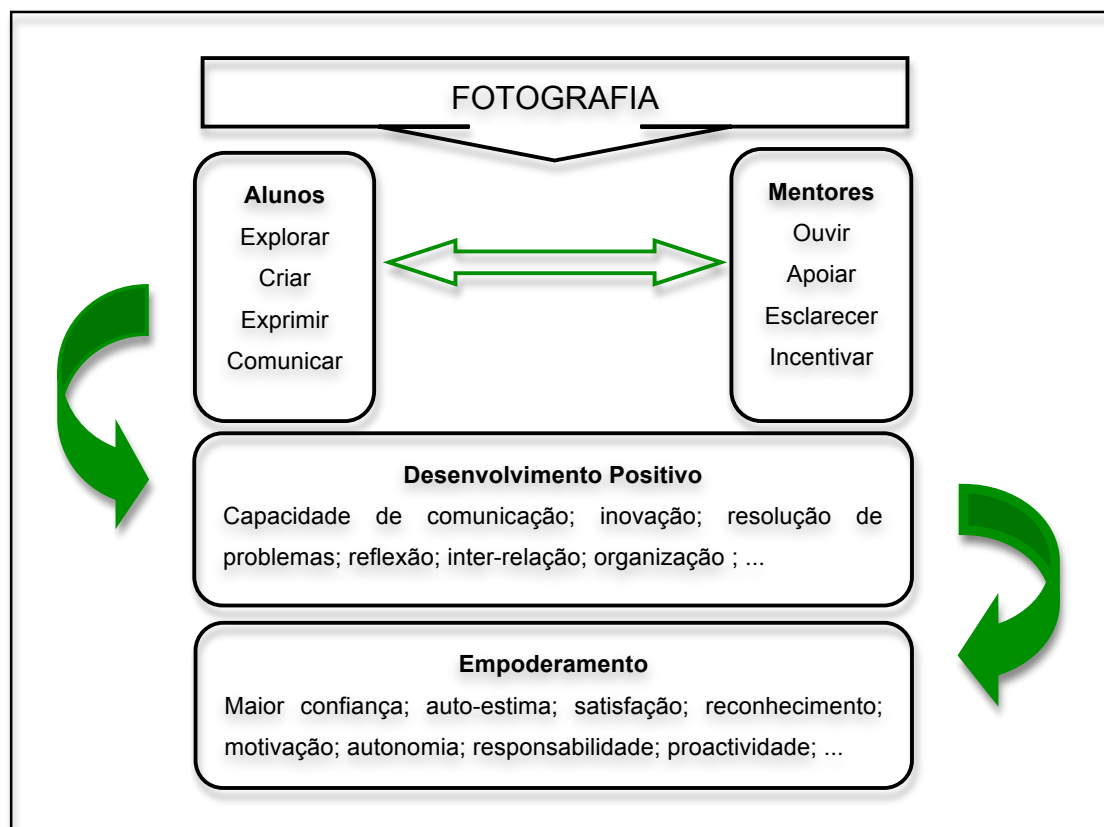 FOTOGRAFIA
Alunos
Explorar
Criar
Exprimir
Comunicar
Mentores
Ouvir
Apoiar
Esclarecer
Incentivar
Desenvolvimento Positivo
Capacidade de comunicação; inovação; resolução de
problemas; reflexão; inter-relação; organização ; ...
Empoderamento
Maior confiança; auto-estima; satisfação; reconhecimento;
motivação; autonomia; responsabilidade; proactividade; ...